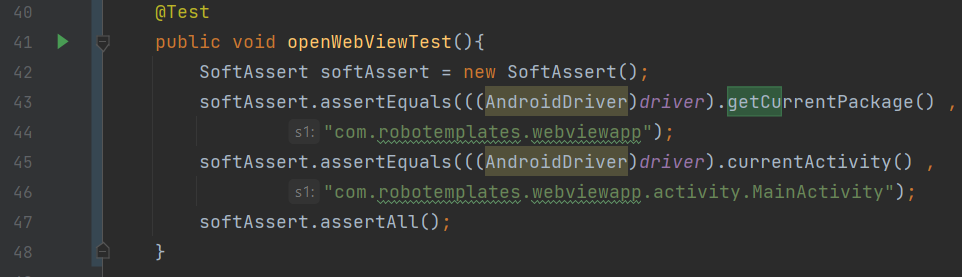 40 @Test
41 public void openWebViewTest(){
42 SoftAssert softAssert = new SoftAssert();
43 softAssert.assertEquals(((AndroidDriver)driver).getCurrentPackage() ,
44 s1: "com.robotemplates.webviewapp");
45 softAssert.assertEquals(((AndroidDriver)driver).currentActivity() ,
46 s1: "com.robotemplates.webviewapp.activity.MainActivity");
47 softAssert.assertAll();
48 }